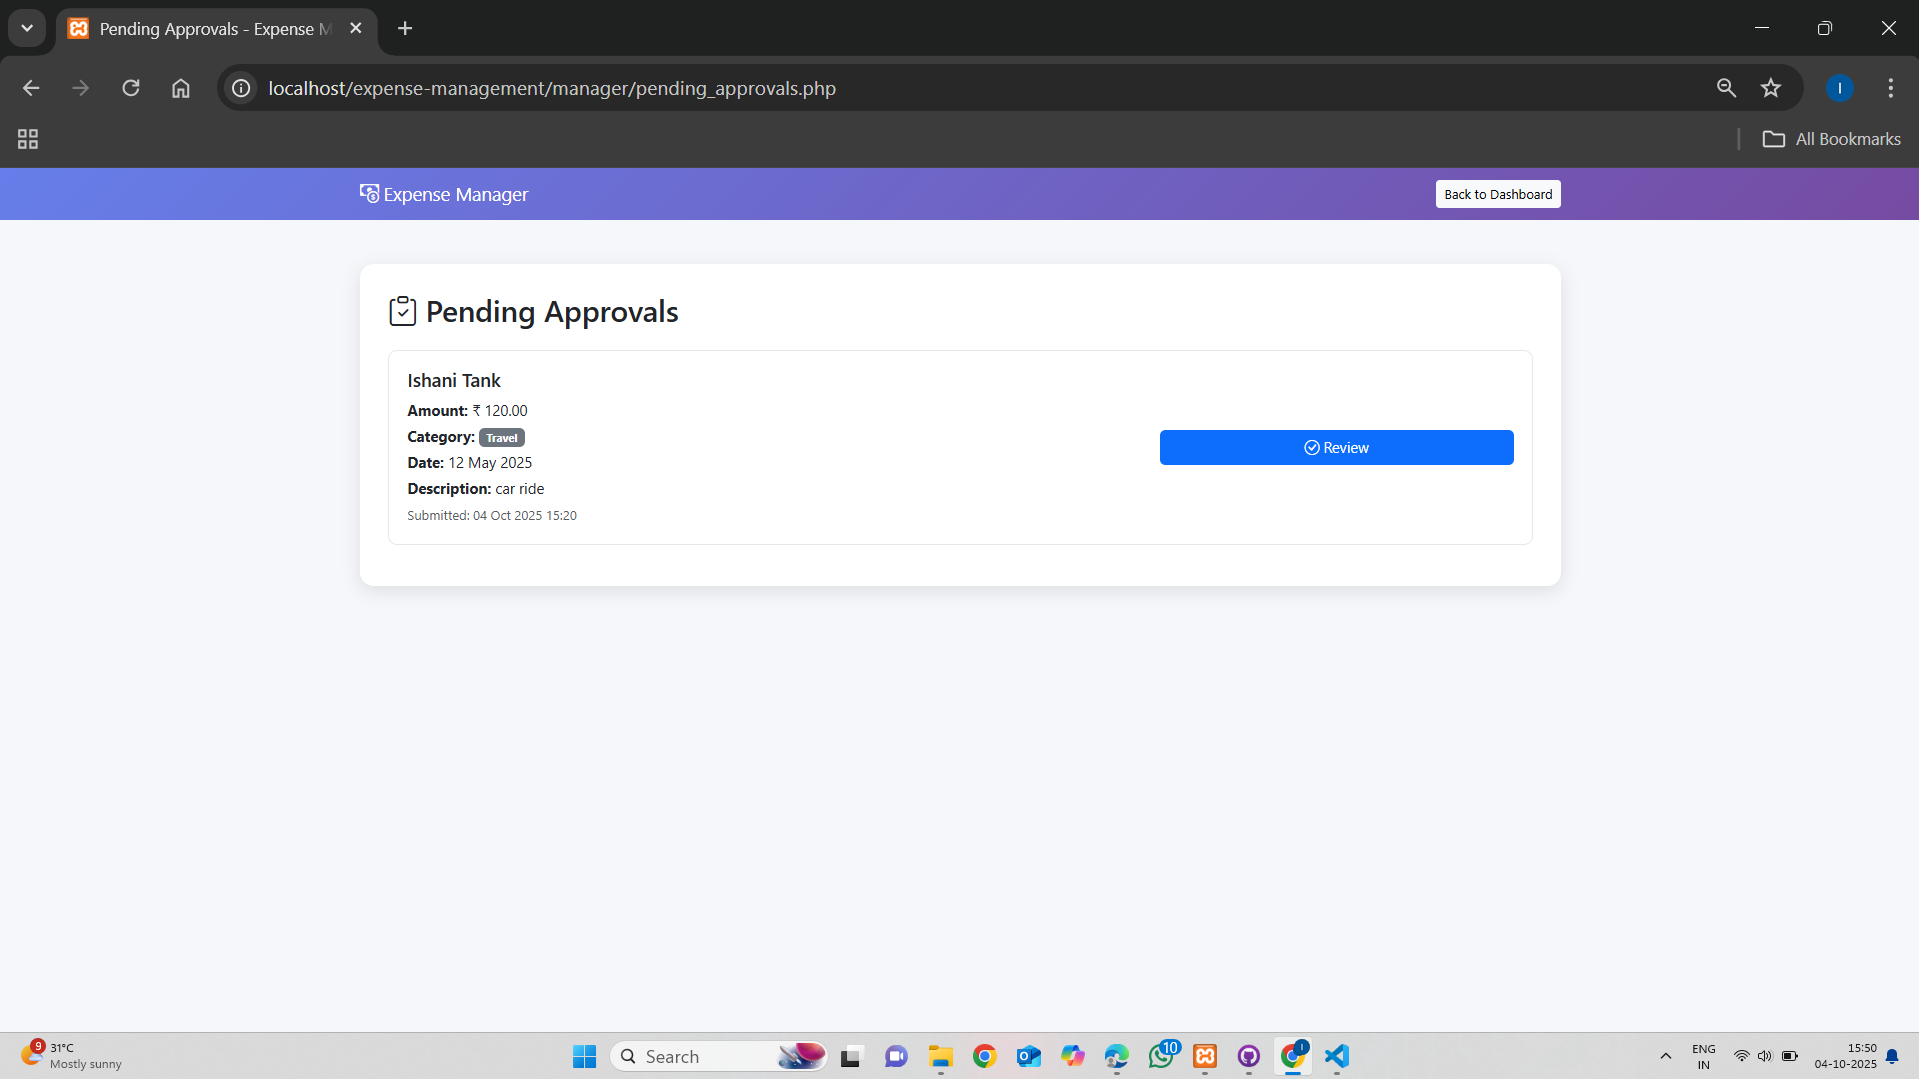 Pending Approvals - Expense M
localhost/expense-management/manager/pending_approvals.php
I
All Bookmarks
Expense Manager
Back to Dashboard
Pending Approvals
Ishani Tank
Amount: ₹ 120.00
Category: Travel
Date: 12 May 2025
Description: car ride
Submitted: 04 Oct 2025 15:20
Review
9
31°C
Mostly sunny
Search
10
I
ENG
IN
15:50
04-10-2025